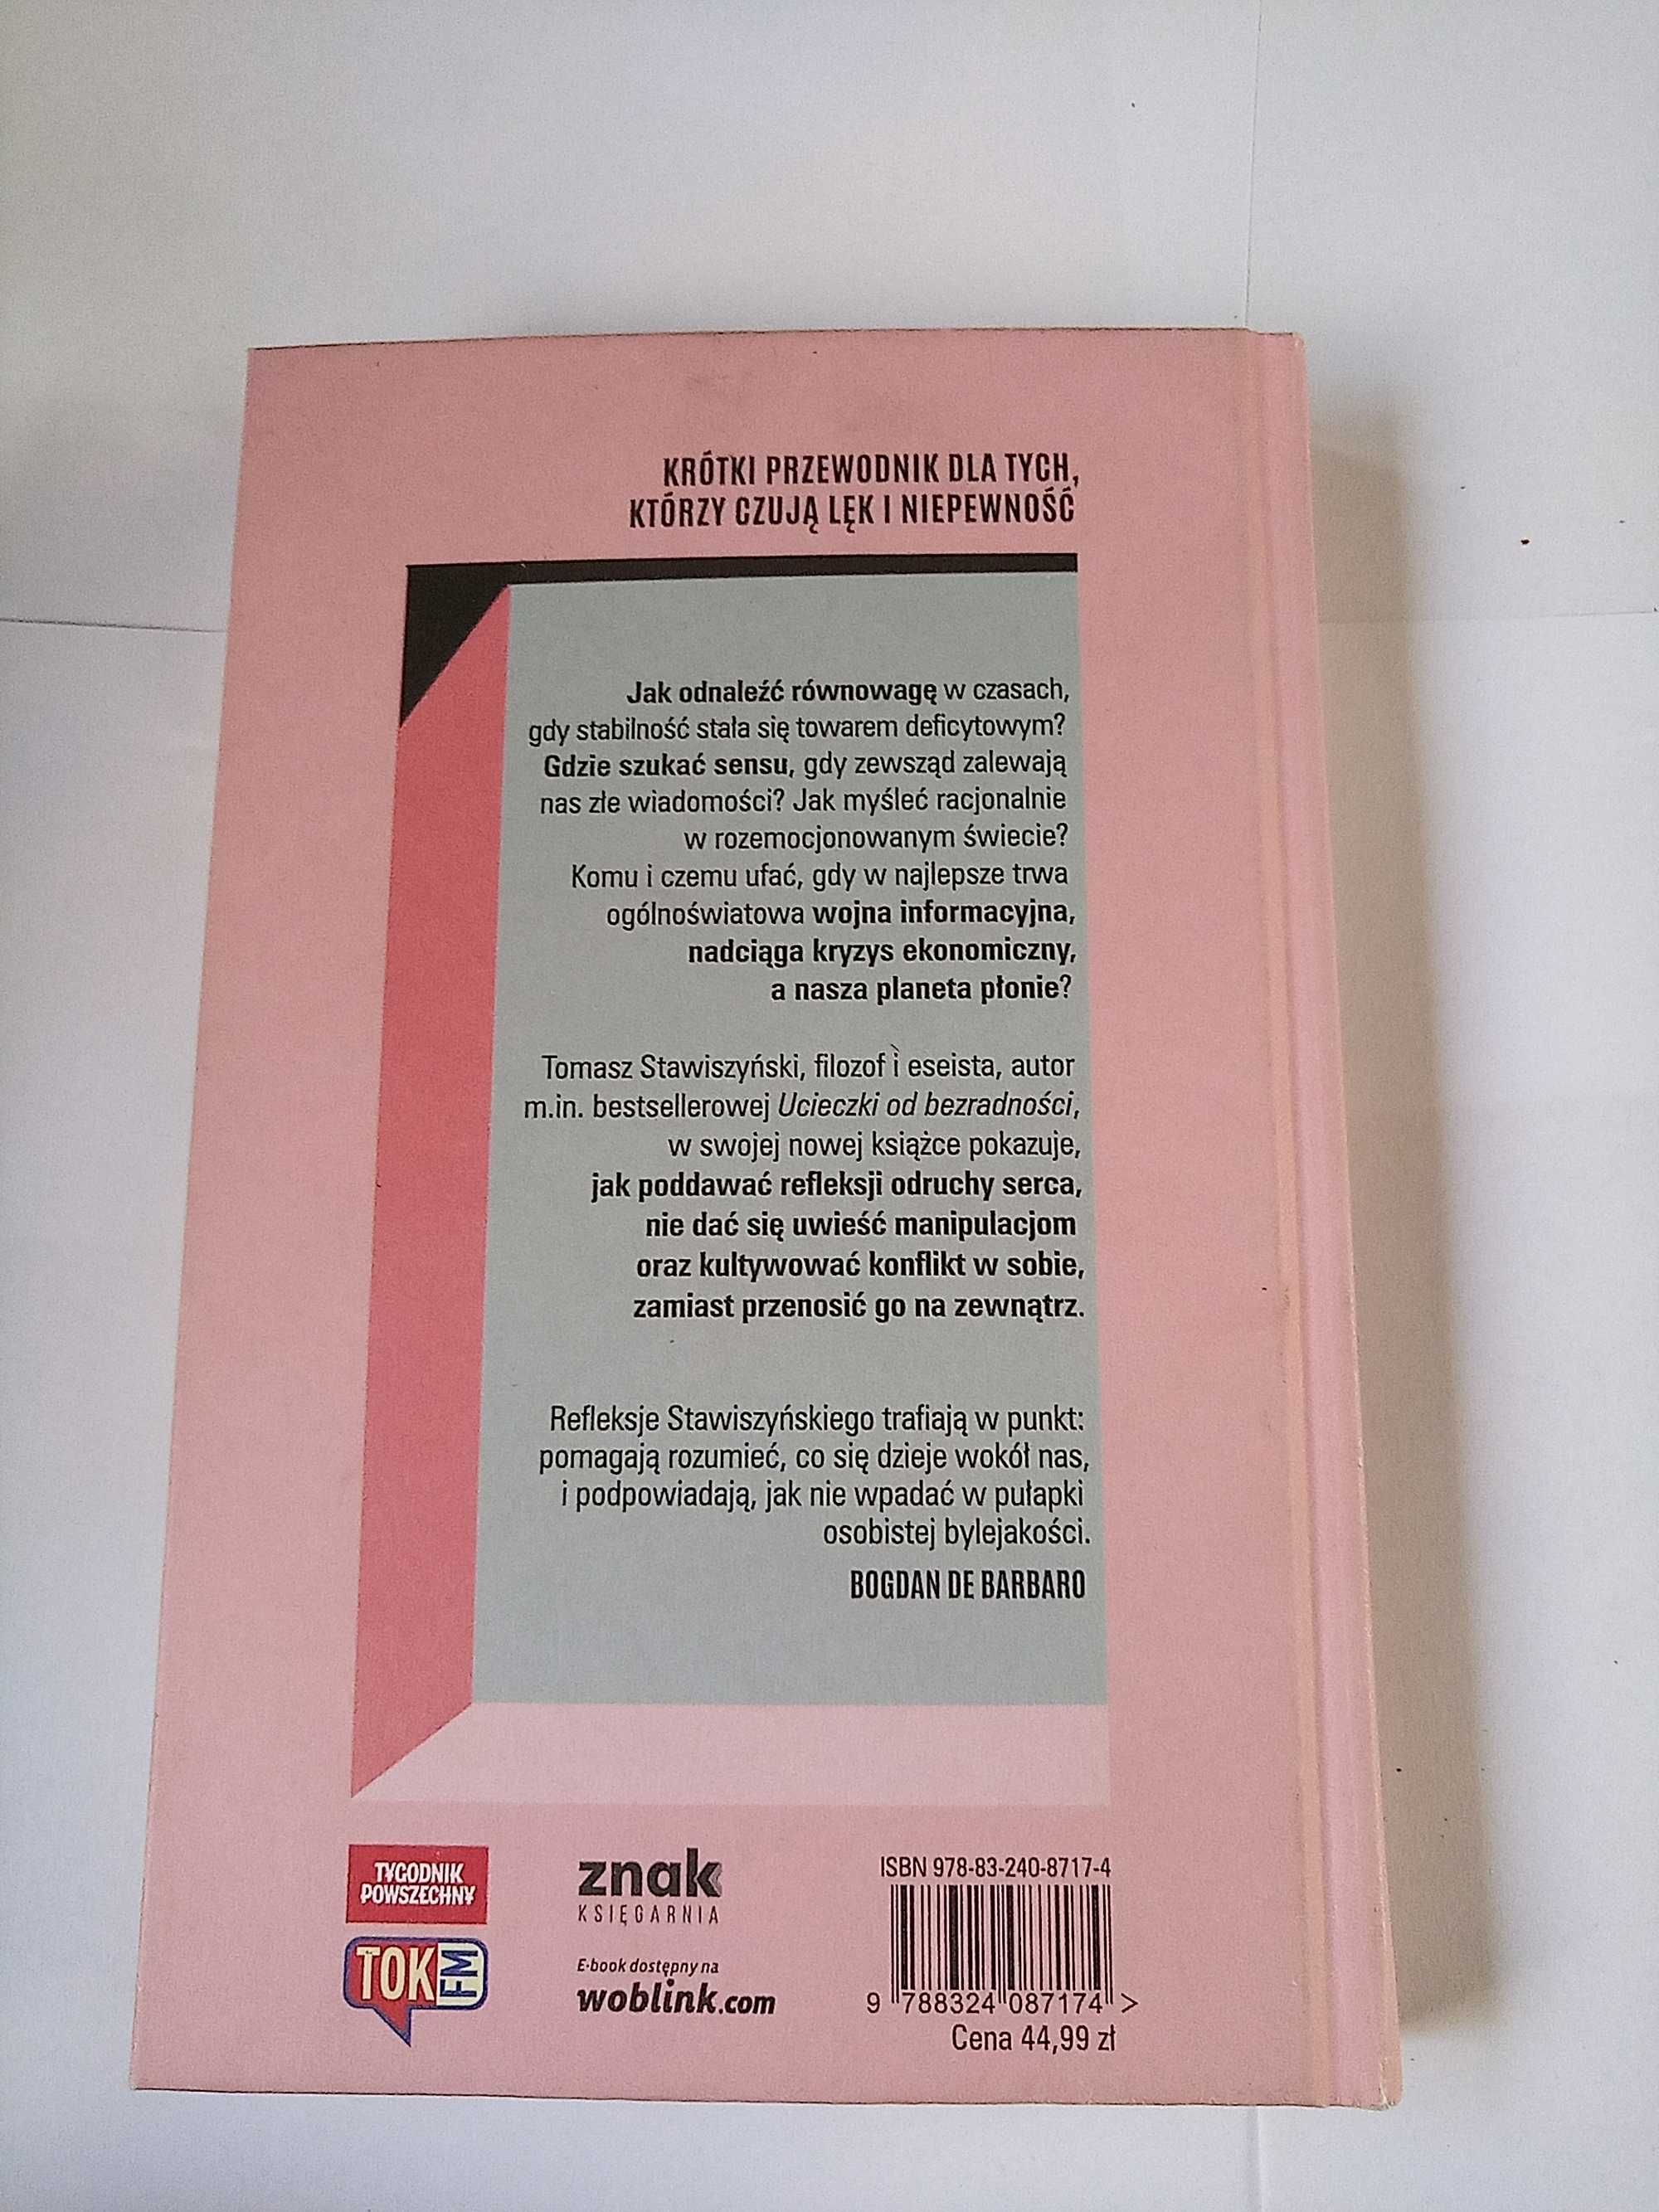 KRÓTKI PRZEWODNIK DLA TYCH,
KTÓRZY CZUJĄ LĘK I NIEPEWNOŚĆ
Jak odnaleźć równowagę w czasach,
gdy stabilność stała się towarem deficytowym?
Gdzie szukać sensu, gdy zewsząd zalewają
nas złe wiadomości? Jak myśleć racjonalnie
w rozemocjonowanym świecie?
Komu i czemu ufać, gdy w najlepsze trwa
ogólnoświatowa wojna informacyjna,
nadciąga kryzys ekonomiczny,
a nasza planeta płonie?
Tomasz Stawiszyński, filozof i eseista, autor
m.in. bestsellerowej Ucieczki od bezradności,
w swojej nowej książce pokazuje,
jak poddawać refleksji odruchy serca,
nie dać się uwieść manipulacjom
oraz kultywować konflikt w sobie,
zamiast przenosić go na zewnątrz.
Refleksje Stawiszyńskiego trafiają w punkt:
pomagają rozumieć, co się dzieje wokół nas,
i podpowiadają, jak nie wpadać w pułapki
osobistej bylejakości.
BOGDAN DE BARBARO
TYGODNIK
POWSZECHNY
TOK FM
znak
KSIĘGARNIA
E-book dostępny na
woblink.com
ISBN 978-83-240-8717-4
9 788324 087174 >
Cena 44,99 zł